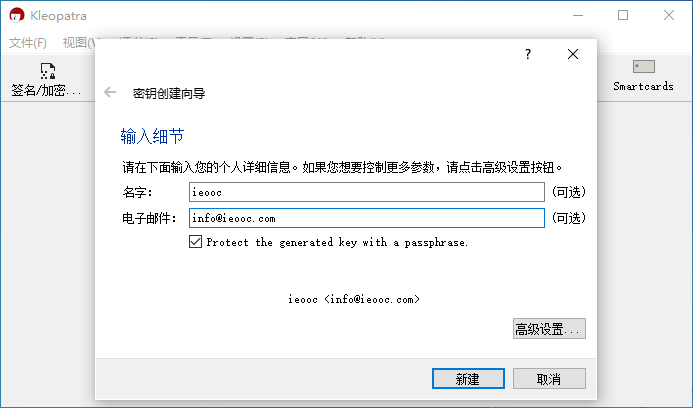 Kleopatra
文件(F) 视图(V
签名/加密...
Smartcards
?
密钥创建向导
输入细节
请在下面输入您的个人详细信息。如果您想要控制更多参数，请点击高级设置按钮。
名字: ieooc (可选)
电子邮件: info@ieooc.com (可选)
Protect the generated key with a passphrase.
ieooc <info@ieooc.com>
高级设置...
新建 取消